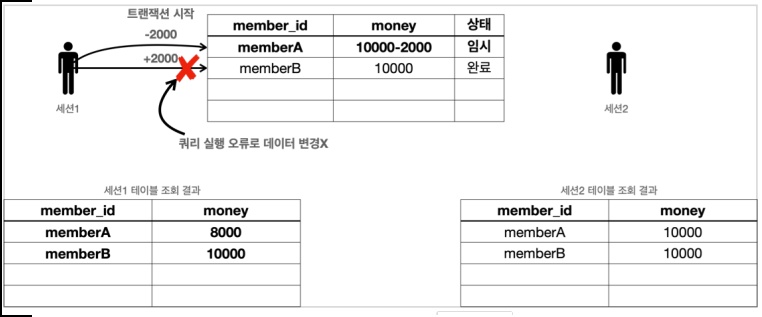 트랜잭션 시작
-2000
+2000
세션1
member_id money 상태
memberA 10000-2000 임시
memberB 10000 완료
세션2
쿼리 실행 오류로 데이터 변경X
세션1 테이블 조회 결과
member_id money
memberA 8000
memberB 10000
세션2 테이블 조회 결과
member_id money
memberA 10000
memberB 10000